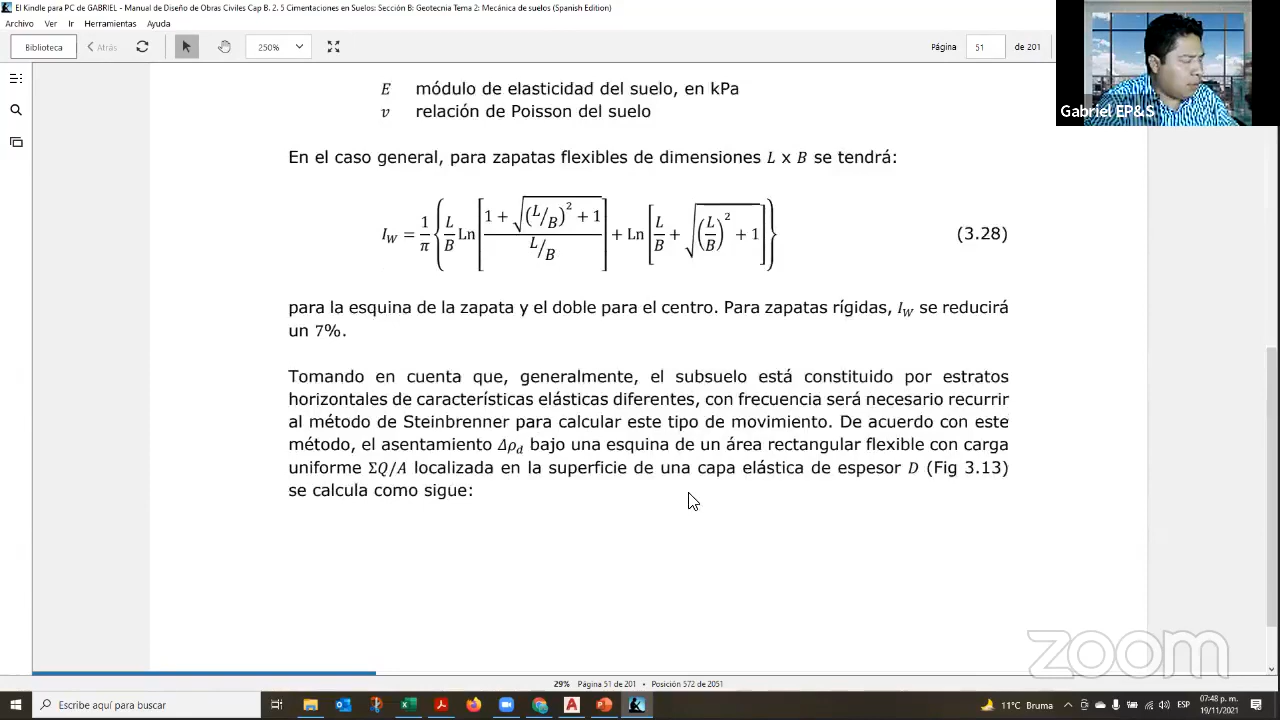 El Kindle para PC de GABRIEL - Manual de Diseño de Obras Civiles Cap B. 2. 5 Cimentaciones en Suelos: Sección B: Geotecnia Tema 2: Mecánica de suelos (Spanish Edition)
Archivo Ver Ir Herramientas Ayuda
Biblioteca Atrás 250% Página 51 de 201
Gabriel EP&S
E módulo de elasticidad del suelo, en kPa
ν relación de Poisson del suelo
En el caso general, para zapatas flexibles de dimensiones L x B se tendrá:
I_W = 1/π { L/B Ln [ (1 + √((L/B)² + 1)) / (L/B) ] + Ln [ L/B + √((L/B)² + 1) ] } (3.28)
para la esquina de la zapata y el doble para el centro. Para zapatas rígidas, I_W se reducirá
un 7%.
Tomando en cuenta que, generalmente, el subsuelo está constituido por estratos
horizontales de características elásticas diferentes, con frecuencia será necesario recurrir
al método de Steinbrenner para calcular este tipo de movimiento. De acuerdo con este
método, el asentamiento Δρ_d bajo una esquina de un área rectangular flexible con carga
uniforme ΣQ/A localizada en la superficie de una capa elástica de espesor D (Fig 3.13)
se calcula como sigue:
zoom
29% Página 51 de 201 Posición 572 de 2051
Escribe aquí para buscar
11°C Bruma
ESP
07:48 p. m.
19/11/2021